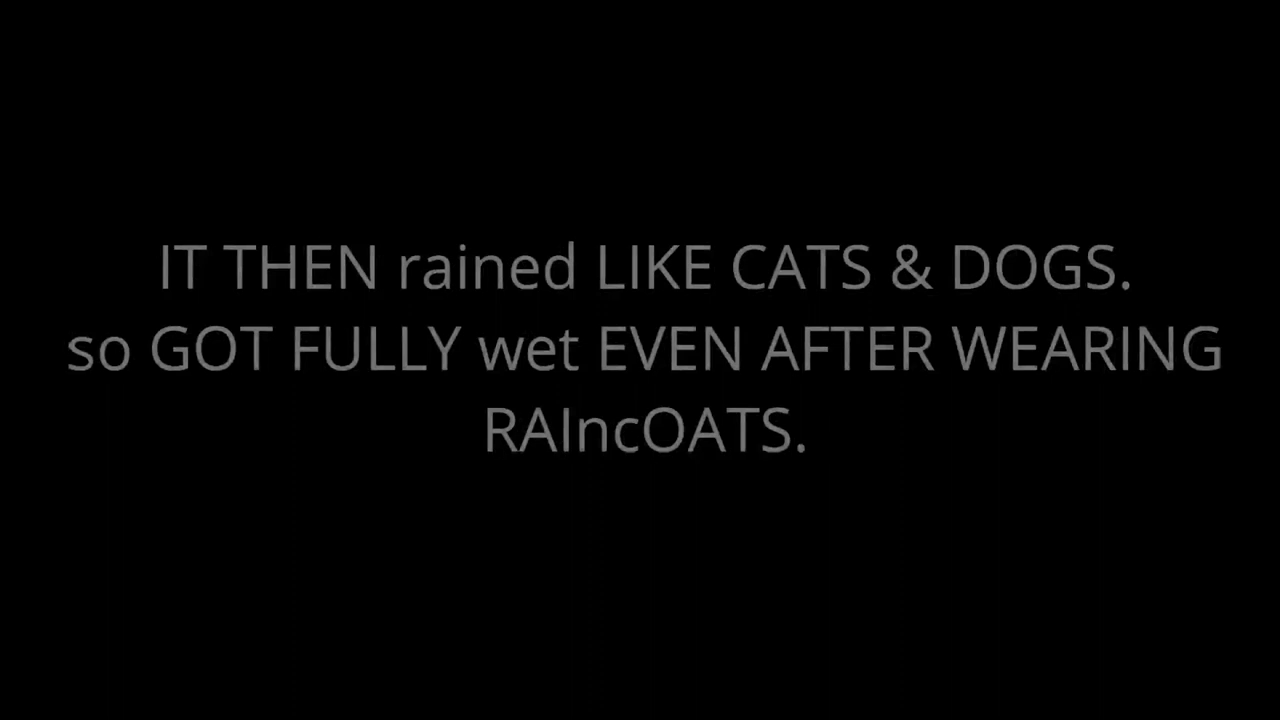 IT THEN rained LIKE CATS & DOGS.
so GOT FULLY wet EVEN AFTER WEARING
RAIncOATS.